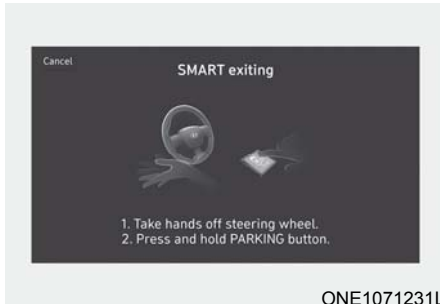 Cancel
SMART exiting
1. Take hands off steering wheel.
2. Press and hold PARKING button.
ONE1071231L